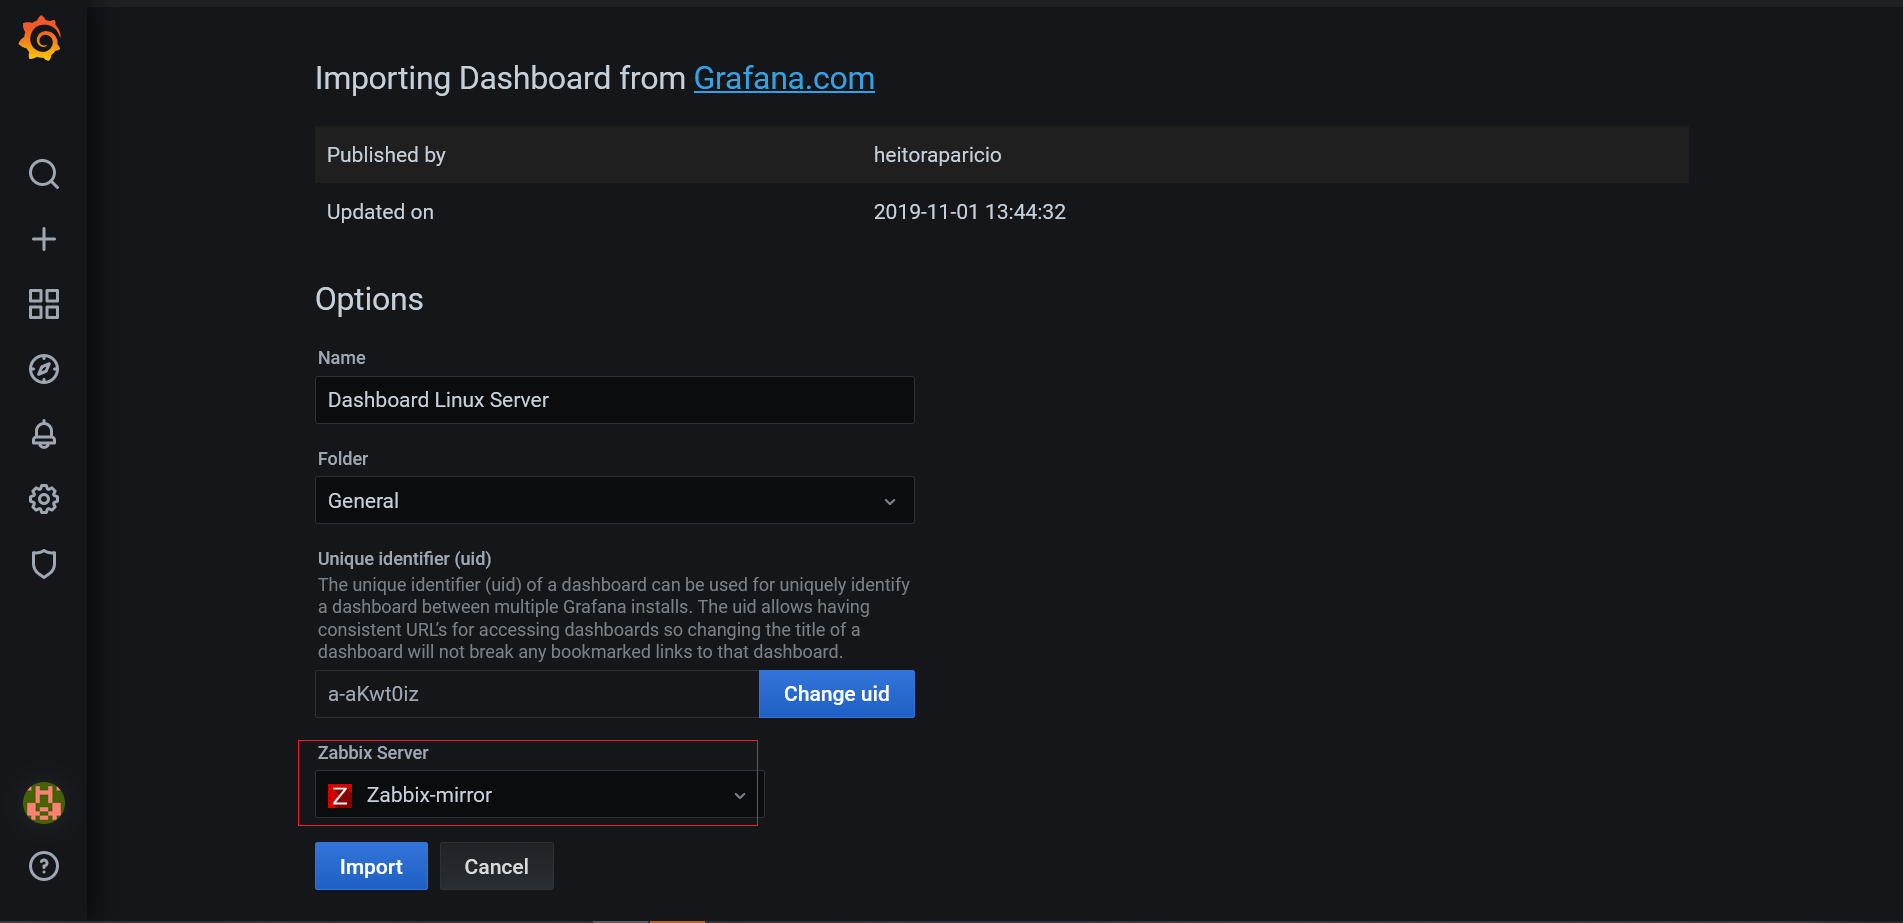 Importing Dashboard from Grafana.com
Published by heitoraparicio
Updated on 2019-11-01 13:44:32
Options
Name
Dashboard Linux Server
Folder
General
Unique identifier (uid)
The unique identifier (uid) of a dashboard can be used for uniquely identify
a dashboard between multiple Grafana installs. The uid allows having
consistent URL's for accessing dashboards so changing the title of a
dashboard will not break any bookmarked links to that dashboard.
a-aKwt0iz Change uid
Zabbix Server
Z Zabbix-mirror
Import Cancel